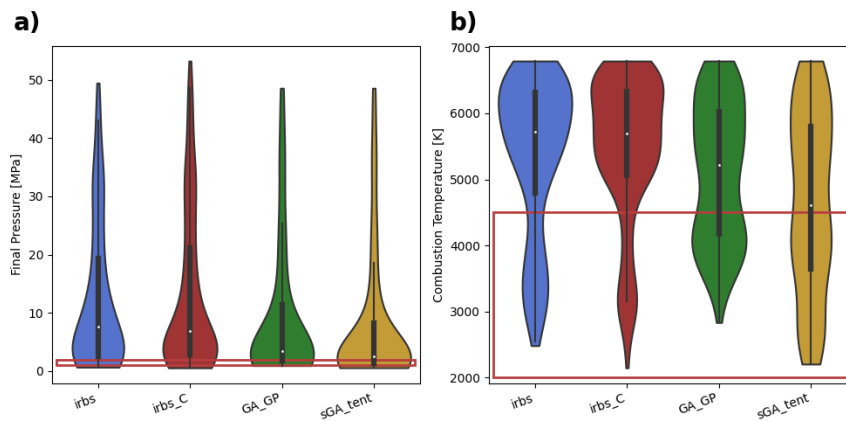 a)
b)
Final Pressure [MPa]
50
40
30
20
10
0
irbs
irbs_C
GA_GP
sGA_tent
Combustion Temperature [K]
7000
6000
5000
4000
3000
2000
irbs
irbs_C
GA_GP
sGA_tent